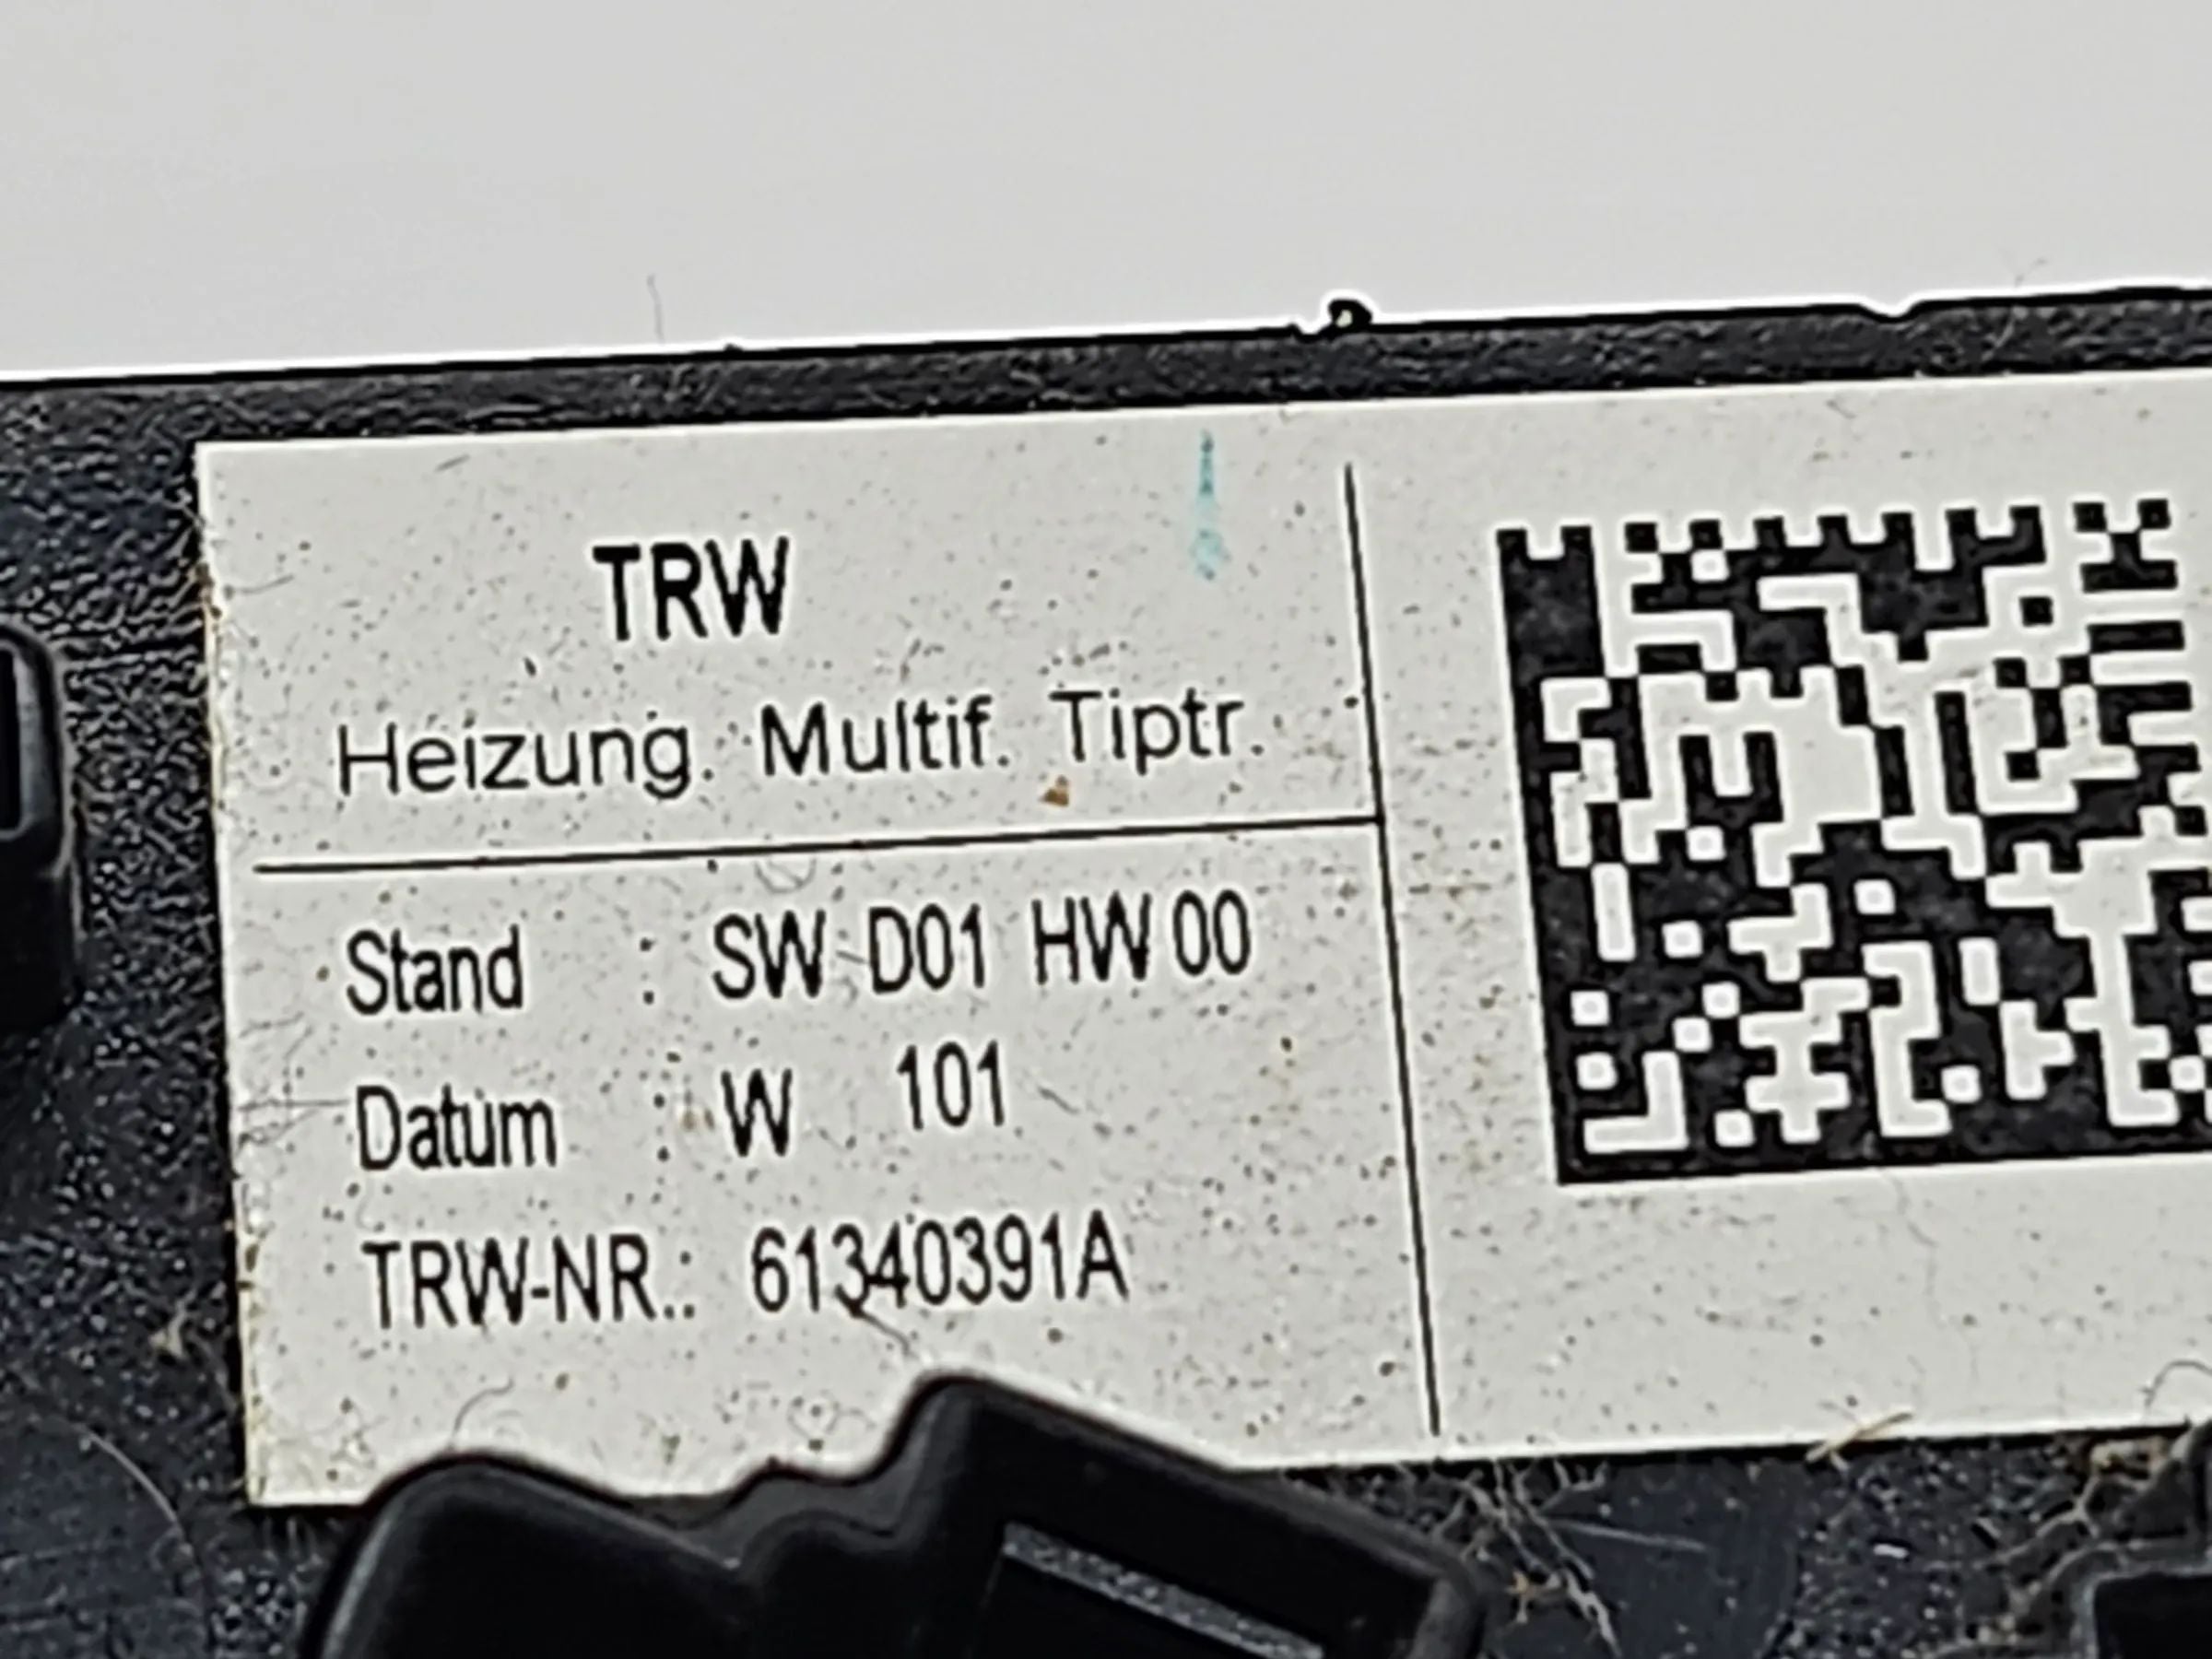 TRW
Heizung. Multif. Tiptr.
Stand : SW D01 HW 00
Datum : W 101
TRW-NR.: 61340391A